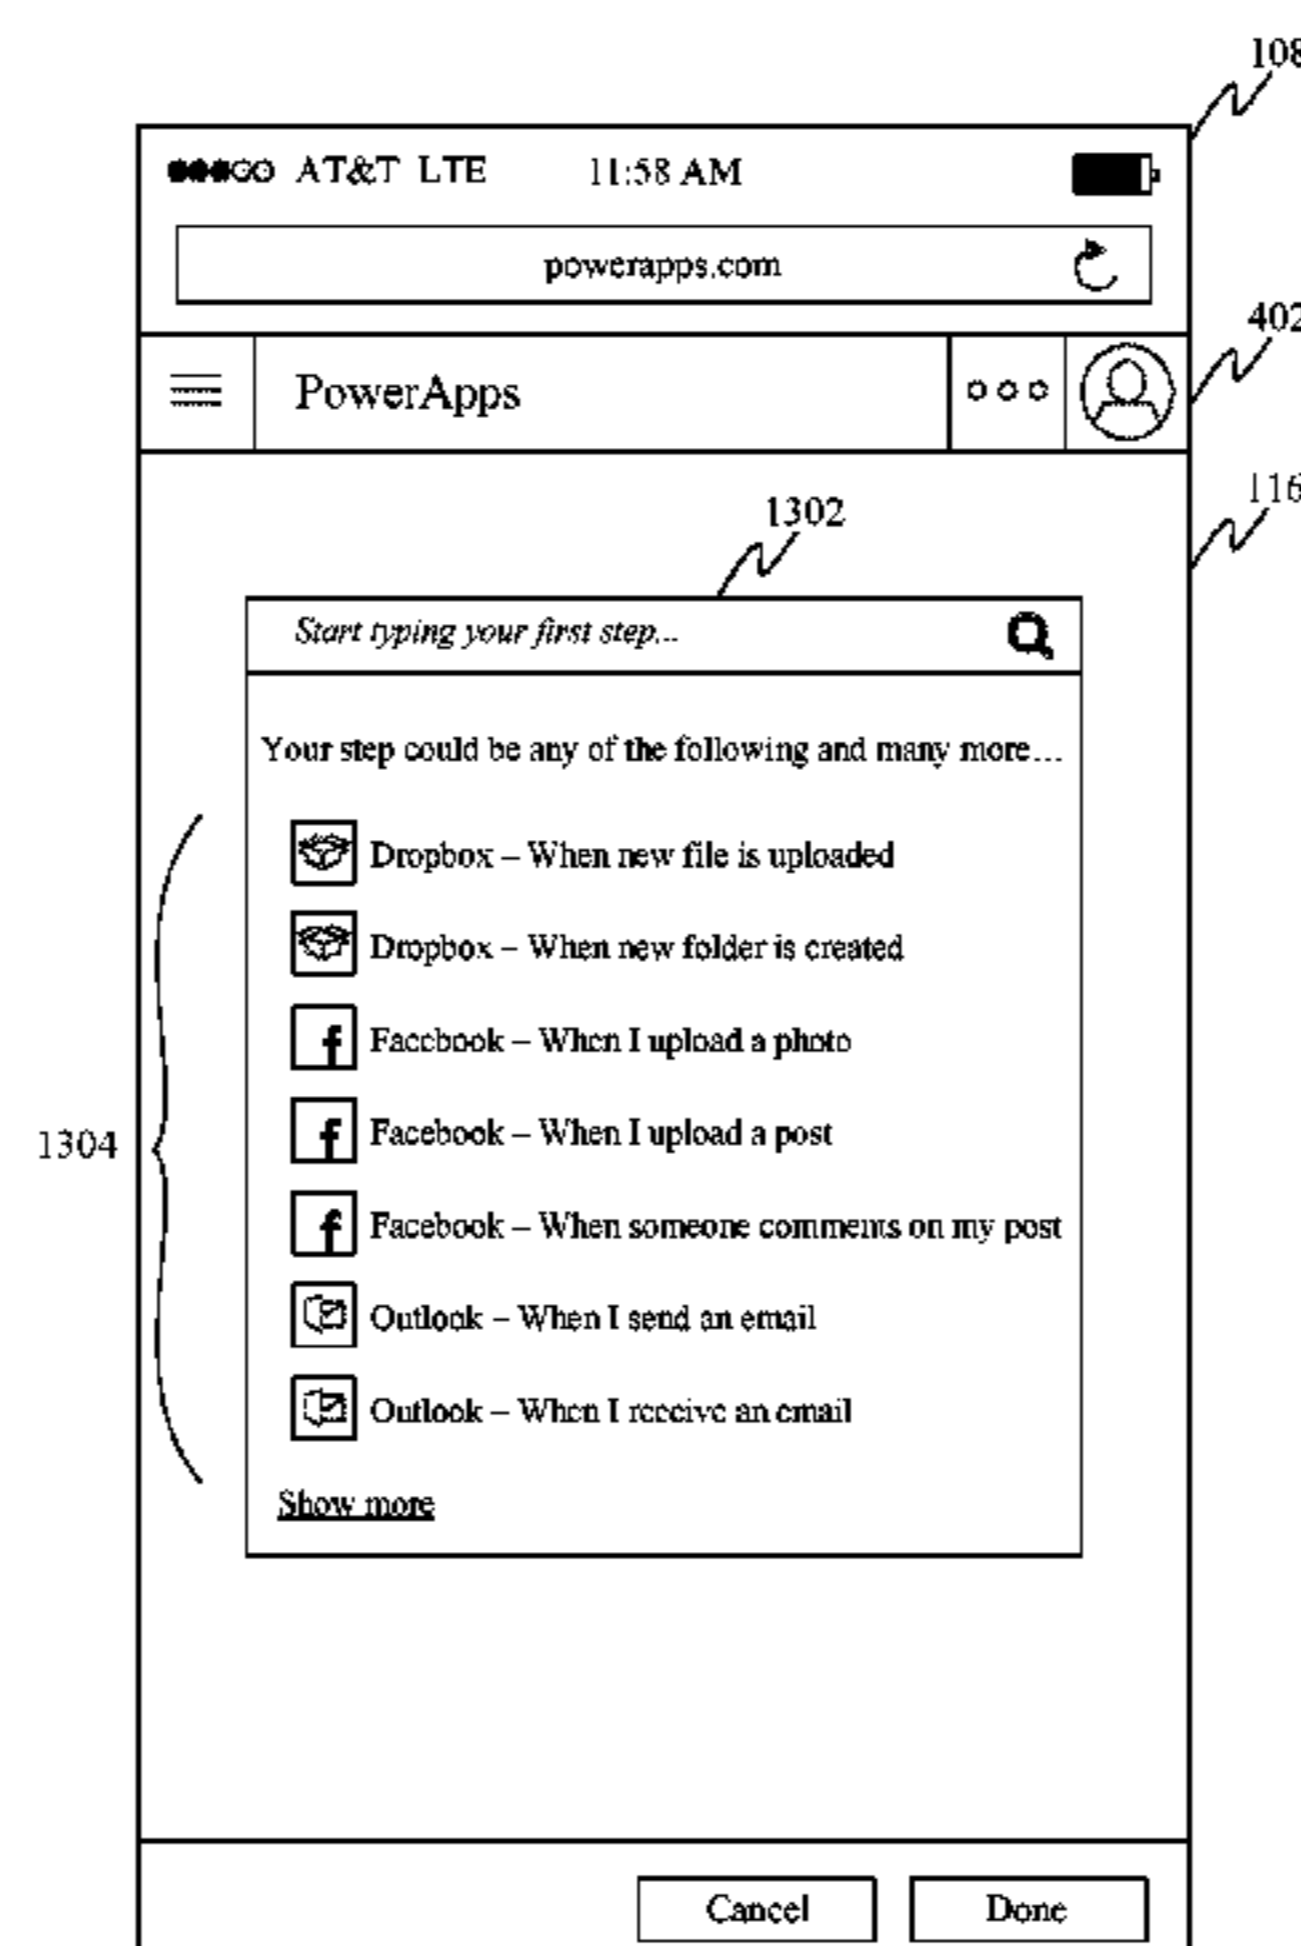 108
AT&T LTE 11:58 AM
powerapps.com
402
PowerApps
116
1302
Start typing your first step...
Your step could be any of the following and many more...
Dropbox – When new file is uploaded
Dropbox – When new folder is created
Facebook – When I upload a photo
1304
Facebook – When I upload a post
Facebook – When someone comments on my post
Outlook – When I send an email
Outlook – When I receive an email
Show more
Cancel Done